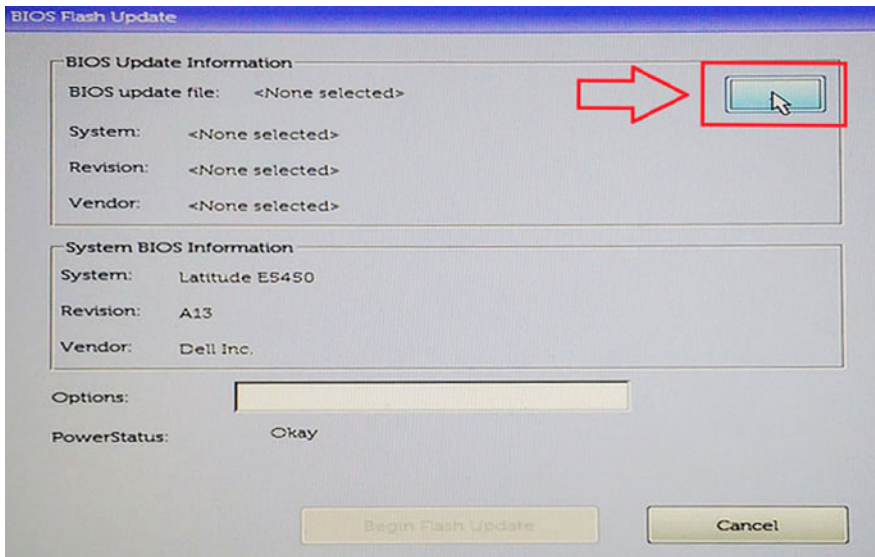 BIOS Flash Update
BIOS Update Information
BIOS update file: <None selected>
System: <None selected>
Revision: <None selected>
Vendor: <None selected>
System BIOS Information
System: Latitude E5450
Revision: A13
Vendor: Dell Inc.
Options:
PowerStatus: Okay
Begin Flash Update
Cancel